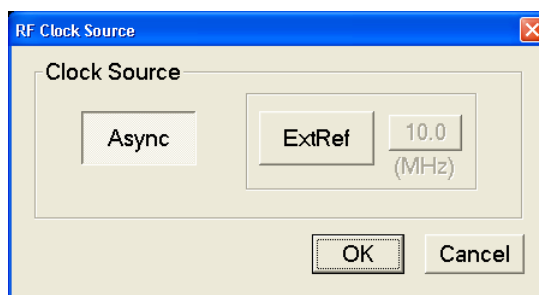 RF Clock Source
Clock Source
Async
ExtRef
10.0
(MHz)
OK
Cancel